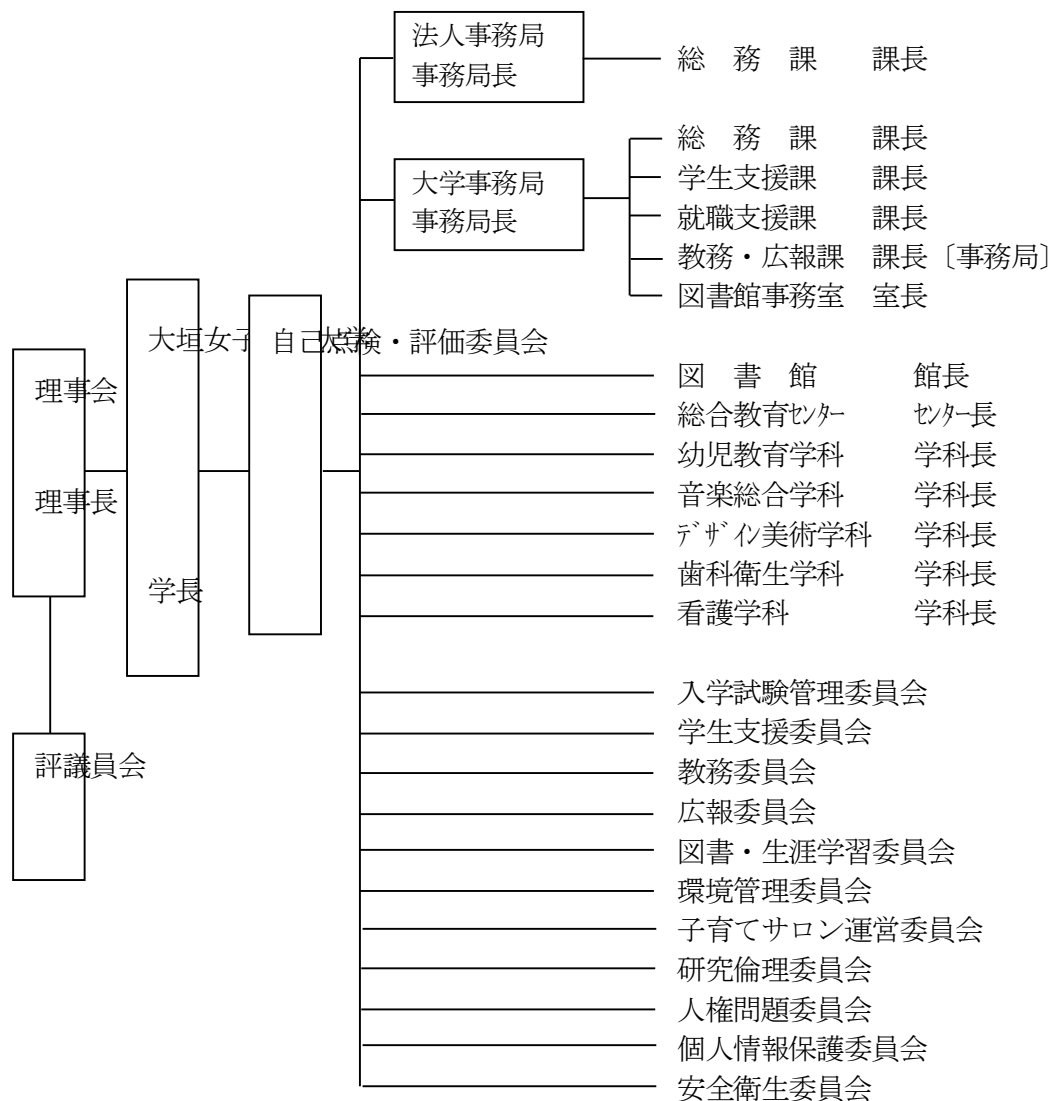 法人事務局
事務局長
総　務　課　　課長
大学事務局
事務局長
総　務　課　　課長
学生支援課　　課長
就職支援課　　課長
教務・広報課　課長〔事務局〕
図書館事務室　室長
大垣女子
大学
学長
自己点検・評価委員会
理事会
理事長
評議員会
図　書　館　　　館長
総合教育ｾﾝﾀｰ　　ｾﾝﾀｰ長
幼児教育学科　　学科長
音楽総合学科　　学科長
ﾃﾞｻﾞｲﾝ美術学科　学科長
歯科衛生学科　　学科長
看護学科　　　　学科長
入学試験管理委員会
学生支援委員会
教務委員会
広報委員会
図書・生涯学習委員会
環境管理委員会
子育てサロン運営委員会
研究倫理委員会
人権問題委員会
個人情報保護委員会
安全衛生委員会